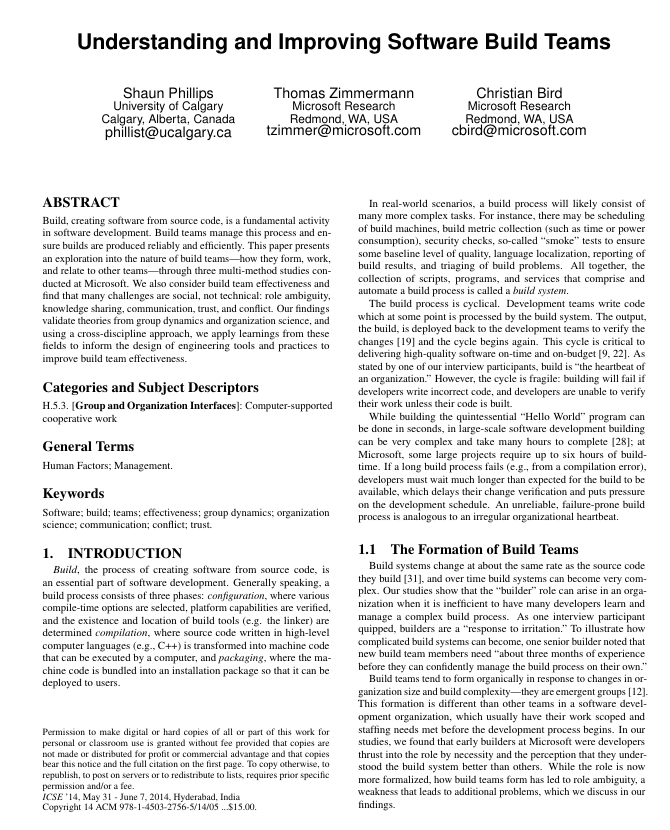 Understanding and Improving Software Build Teams
Shaun Phillips
University of Calgary
Calgary, Alberta, Canada
phillist@ucalgary.ca
Thomas Zimmermann
Microsoft Research
Redmond, WA, USA
tzimmer@microsoft.com
Christian Bird
Microsoft Research
Redmond, WA, USA
cbird@microsoft.com
ABSTRACT
Build, creating software from source code, is a fundamental activity
in software development. Build teams manage this process and en-
sure builds are produced reliably and efficiently. This paper presents
an exploration into the nature of build teams—how they form, work,
and relate to other teams—through three multi-method studies con-
ducted at Microsoft. We also consider build team effectiveness and
find that many challenges are social, not technical: role ambiguity,
knowledge sharing, communication, trust, and conflict. Our findings
validate theories from group dynamics and organization science, and
using a cross-discipline approach, we apply learnings from these
fields to inform the design of engineering tools and practices to
improve build team effectiveness.
Categories and Subject Descriptors
H.5.3. [Group and Organization Interfaces]: Computer-supported
cooperative work
General Terms
Human Factors; Management.
Keywords
Software; build; teams; effectiveness; group dynamics; organization
science; communication; conflict; trust.
1. INTRODUCTION
Build, the process of creating software from source code, is
an essential part of software development. Generally speaking, a
build process consists of three phases: configuration, where various
compile-time options are selected, platform capabilities are verified,
and the existence and location of build tools (e.g. the linker) are
determined compilation, where source code written in high-level
computer languages (e.g., C++) is transformed into machine code
that can be executed by a computer, and packaging, where the ma-
chine code is bundled into an installation package so that it can be
deployed to users.
Permission to make digital or hard copies of all or part of this work for
personal or classroom use is granted without fee provided that copies are
not made or distributed for profit or commercial advantage and that copies
bear this notice and the full citation on the first page. To copy otherwise, to
republish, to post on servers or to redistribute to lists, requires prior specific
permission and/or a fee.
ICSE '14, May 31 - June 7, 2014, Hyderabad, India
Copyright 14 ACM 978-1-4503-2756-5/14/05 ...$15.00.
In real-world scenarios, a build process will likely consist of
many more complex tasks. For instance, there may be scheduling
of build machines, build metric collection (such as time or power
consumption), security checks, so-called “smoke” tests to ensure
some baseline level of quality, language localization, reporting of
build results, and triaging of build problems. All together, the
collection of scripts, programs, and services that comprise and
automate a build process is called a build system.
The build process is cyclical. Development teams write code
which at some point is processed by the build system. The output,
the build, is deployed back to the development teams to verify the
changes [19] and the cycle begins again. This cycle is critical to
delivering high-quality software on-time and on-budget [9, 22]. As
stated by one of our interview participants, build is “the heartbeat of
an organization.” However, the cycle is fragile: building will fail if
developers write incorrect code, and developers are unable to verify
their work unless their code is built.
While building the quintessential “Hello World” program can
be done in seconds, in large-scale software development building
can be very complex and take many hours to complete [28]; at
Microsoft, some large projects require up to six hours of build-
time. If a long build process fails (e.g., from a compilation error),
developers must wait much longer than expected for the build to be
available, which delays their change verification and puts pressure
on the development schedule. An unreliable, failure-prone build
process is analogous to an irregular organizational heartbeat.
1.1 The Formation of Build Teams
Build systems change at about the same rate as the source code
they build [31], and over time build systems can become very com-
plex. Our studies show that the “builder” role can arise in an orga-
nization when it is inefficient to have many developers learn and
manage a complex build process. As one interview participant
quipped, builders are a “response to irritation.” To illustrate how
complicated build systems can become, one senior builder noted that
new build team members need “about three months of experience
before they can confidently manage the build process on their own.”
Build teams tend to form organically in response to changes in or-
ganization size and build complexity—they are emergent groups [12].
This formation is different than other teams in a software devel-
opment organization, which usually have their work scoped and
staffing needs met before the development process begins. In our
studies, we found that early builders at Microsoft were developers
thrust into the role by necessity and the perception that they under-
stood the build system better than others. While the role is now
more formalized, how build teams form has led to role ambiguity, a
weakness that leads to additional problems, which we discuss in our
findings.